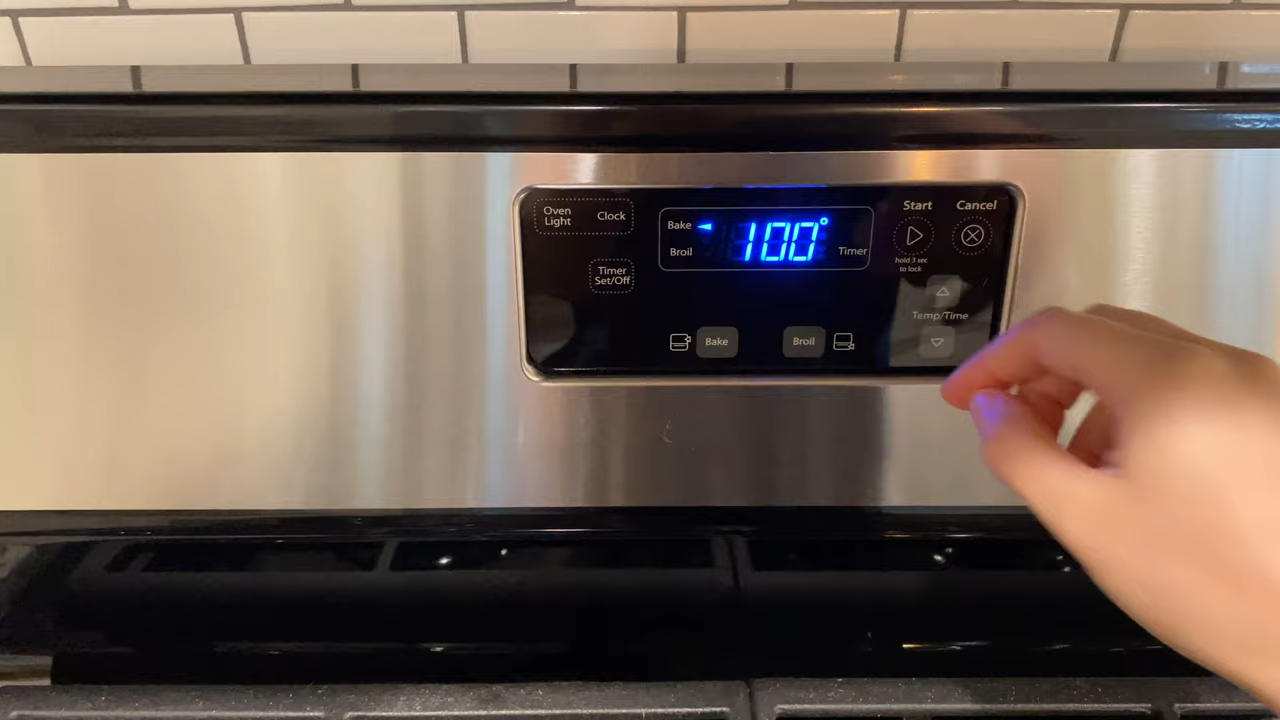 Oven Light
Clock
Timer Set/Off
Bake
Broil
100°
Timer
Start
Cancel
hold 3 sec
to lock
Temp/Time
Bake
Broil